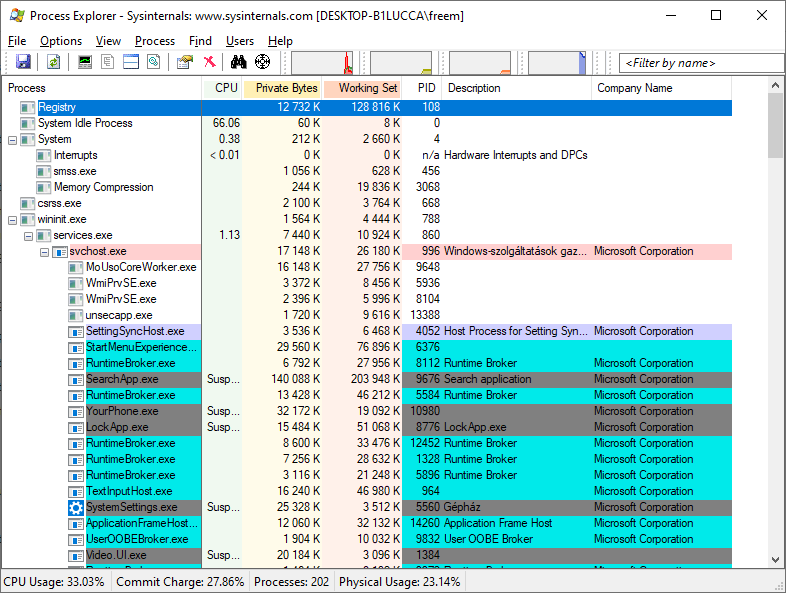 Process Explorer - Sysinternals: www.sysinternals.com [DESKTOP-B1LUCCA\freem]
File Options View Process Find Users Help
<Filter by name>
Process CPU Private Bytes Working Set PID Description Company Name
Registry 12 732 K 128 816 K 108
System Idle Process 66.06 60 K 8 K 0
System 0.38 212 K 2 660 K 4
Interrupts < 0.01 0 K 0 K n/a Hardware Interrupts and DPCs
smss.exe 1 056 K 628 K 456
Memory Compression 244 K 19 836 K 3068
csrss.exe 2 100 K 3 764 K 668
wininit.exe 1 564 K 4 444 K 788
services.exe 1.13 7 440 K 10 924 K 860
svchost.exe 17 148 K 26 180 K 996 Windows-szolgáltatások gaz... Microsoft Corporation
MoUsoCoreWorker.exe 16 148 K 27 756 K 9648
WmiPrvSE.exe 3 372 K 8 456 K 5936
WmiPrvSE.exe 2 396 K 5 996 K 8104
unsecapp.exe 1 720 K 9 616 K 13388
SettingSyncHost.exe 3 536 K 6 468 K 4052 Host Process for Setting Syn... Microsoft Corporation
StartMenuExperience... 29 560 K 76 896 K 6376
RuntimeBroker.exe 6 792 K 27 956 K 8112 Runtime Broker Microsoft Corporation
SearchApp.exe Susp... 140 088 K 203 948 K 9676 Search application Microsoft Corporation
RuntimeBroker.exe 13 428 K 46 212 K 5584 Runtime Broker Microsoft Corporation
YourPhone.exe Susp... 32 172 K 19 092 K 10980
LockApp.exe Susp... 15 484 K 51 068 K 8776 LockApp.exe Microsoft Corporation
RuntimeBroker.exe 8 600 K 33 476 K 12452 Runtime Broker Microsoft Corporation
RuntimeBroker.exe 7 256 K 28 632 K 1328 Runtime Broker Microsoft Corporation
RuntimeBroker.exe 3 116 K 21 248 K 5896 Runtime Broker Microsoft Corporation
TextInputHost.exe 16 240 K 46 980 K 964 Microsoft Corporation
SystemSettings.exe Susp... 25 328 K 3 512 K 5560 Gépház Microsoft Corporation
ApplicationFrameHost... 12 060 K 32 132 K 14260 Application Frame Host Microsoft Corporation
UserOOBEBroker.exe 1 904 K 10 032 K 9832 User OOBE Broker Microsoft Corporation
Video.UI.exe Susp... 20 184 K 3 096 K 1384
CPU Usage: 33.03% Commit Charge: 27.86% Processes: 202 Physical Usage: 23.14%